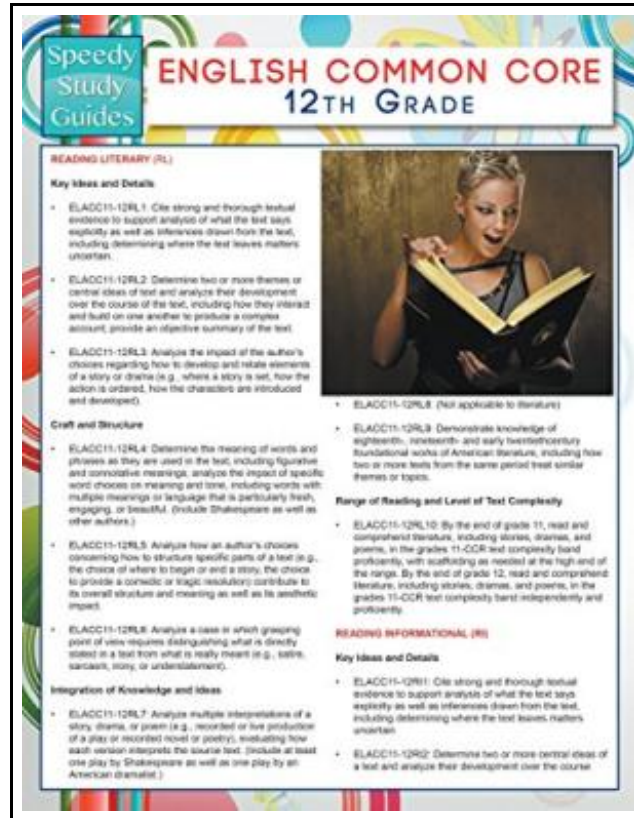 Speedy
Study
Guides
ENGLISH COMMON CORE
12TH GRADE
READING LITERARY (RL)
Key Ideas and Details
• ELACC11-12RL1: Cite strong and thorough textual
evidence to support analysis of what the text says
explicitly as well as inferences drawn from the text,
including determining where the text leaves matters
uncertain.
• ELACC11-12RL2: Determine two or more themes or
central ideas of text and analyze their development
over the course of the text, including how they interact
and build on one another to produce a complex
account; provide an objective summary of the text.
• ELACC11-12RL3: Analyze the impact of the author's
choices regarding how to develop and relate elements
of a story or drama (e.g., where a story is set, how the
action is ordered, how the characters are introduced
and developed).
Craft and Structure
• ELACC11-12RL4: Determine the meaning of words and
phrases as they are used in the text, including figurative
and connotative meanings; analyze the impact of specific
word choices on meaning and tone, including words with
multiple meanings or language that is particularly fresh,
engaging, or beautiful. (Include Shakespeare as well as
other authors.)
• ELACC11-12RL5: Analyze how an author's choices
concerning how to structure specific parts of a text (e.g.,
the choice of where to begin or end a story, the choice
to provide a comedic or tragic resolution) contribute to
its overall structure and meaning as well as its aesthetic
impact.
• ELACC11-12RL6: Analyze a case in which grasping
point of view requires distinguishing what is directly
stated in a text from what is really meant (e.g., satire,
sarcasm, irony, or understatement).
Integration of Knowledge and Ideas
• ELACC11-12RL7: Analyze multiple interpretations of a
story, drama, or poem (e.g., recorded or live production
of a play or recorded novel or poetry), evaluating how
each version interprets the source text. (Include at least
one play by Shakespeare as well as one play by an
American dramatist.)
• ELACC11-12RL8: (Not applicable to literature)
• ELACC11-12RL9: Demonstrate knowledge of
eighteenth-, nineteenth- and early twentiethcentury
foundational works of American literature, including how
two or more texts from the same period treat similar
themes or topics.
Range of Reading and Level of Text Complexity
• ELACC11-12RL10: By the end of grade 11, read and
comprehend literature, including stories, dramas, and
poems, in the grades 11-CCR text complexity band
proficiently, with scaffolding as needed at the high end of
the range. By the end of grade 12, read and comprehend
literature, including stories, dramas, and poems, in the
grades 11-CCR text complexity band independently and
proficiently.
READING INFORMATIONAL (RI)
Key Ideas and Details
• ELACC11-12RI1: Cite strong and thorough textual
evidence to support analysis of what the text says
explicitly as well as inferences drawn from the text,
including determining where the text leaves matters
uncertain.
• ELACC11-12RI2: Determine two or more central ideas of
a text and analyze their development over the course